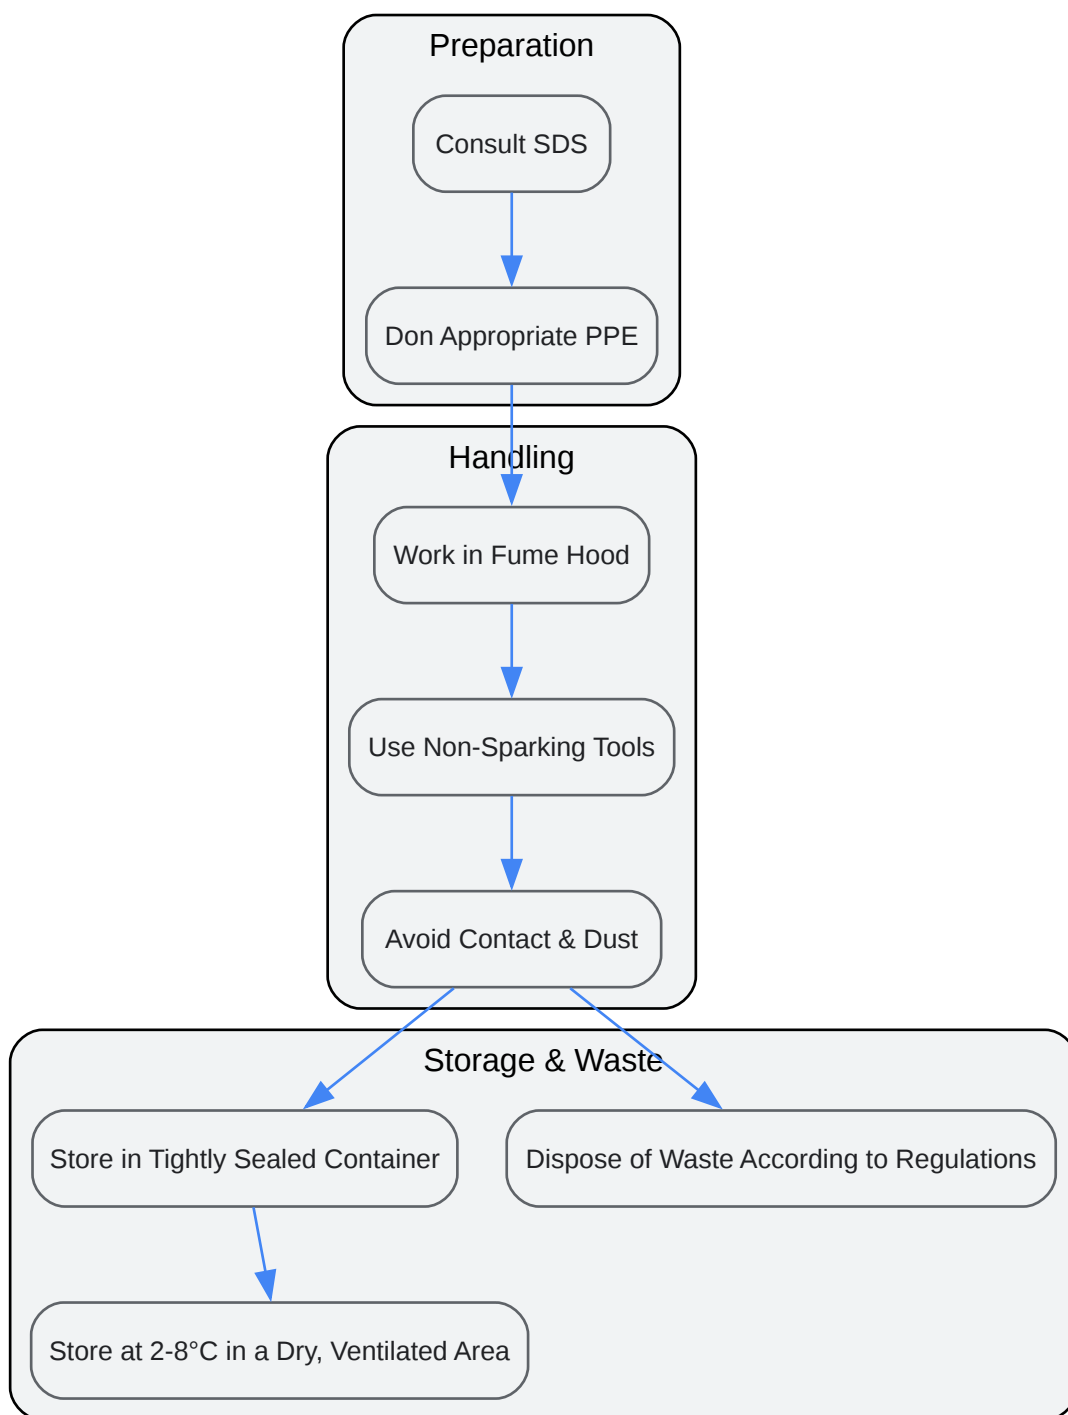 Preparation
Consult SDS
Don Appropriate PPE
Handling
Work in Fume Hood
Use Non-Sparking Tools
Avoid Contact & Dust
Storage & Waste
Store in Tightly Sealed Container
Dispose of Waste According to Regulations
Store at 2-8°C in a Dry, Ventilated Area